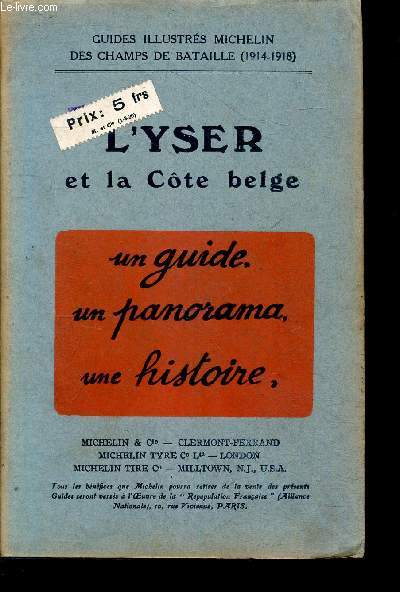 Le-livre.com
GUIDES ILLUSTRÉS MICHELIN
DES CHAMPS DE BATAILLE (1914-1918)
Prix: 5 frs
L'YSER
et la Côte belge
un guide.
un panorama.
une histoire.
MICHELIN & Cie — CLERMONT-FERRAND
MICHELIN TYRE Co Ld — LONDON
MICHELIN TIRE Co — MILLTOWN, N.J., U.S.A.
Tous les bénéfices que Michelin pourra retirer de la vente des présents
Guides seront versés à l'Œuvre de la "Repopulation Française" (Alliance
Nationale), 10, rue Vivienne, PARIS.